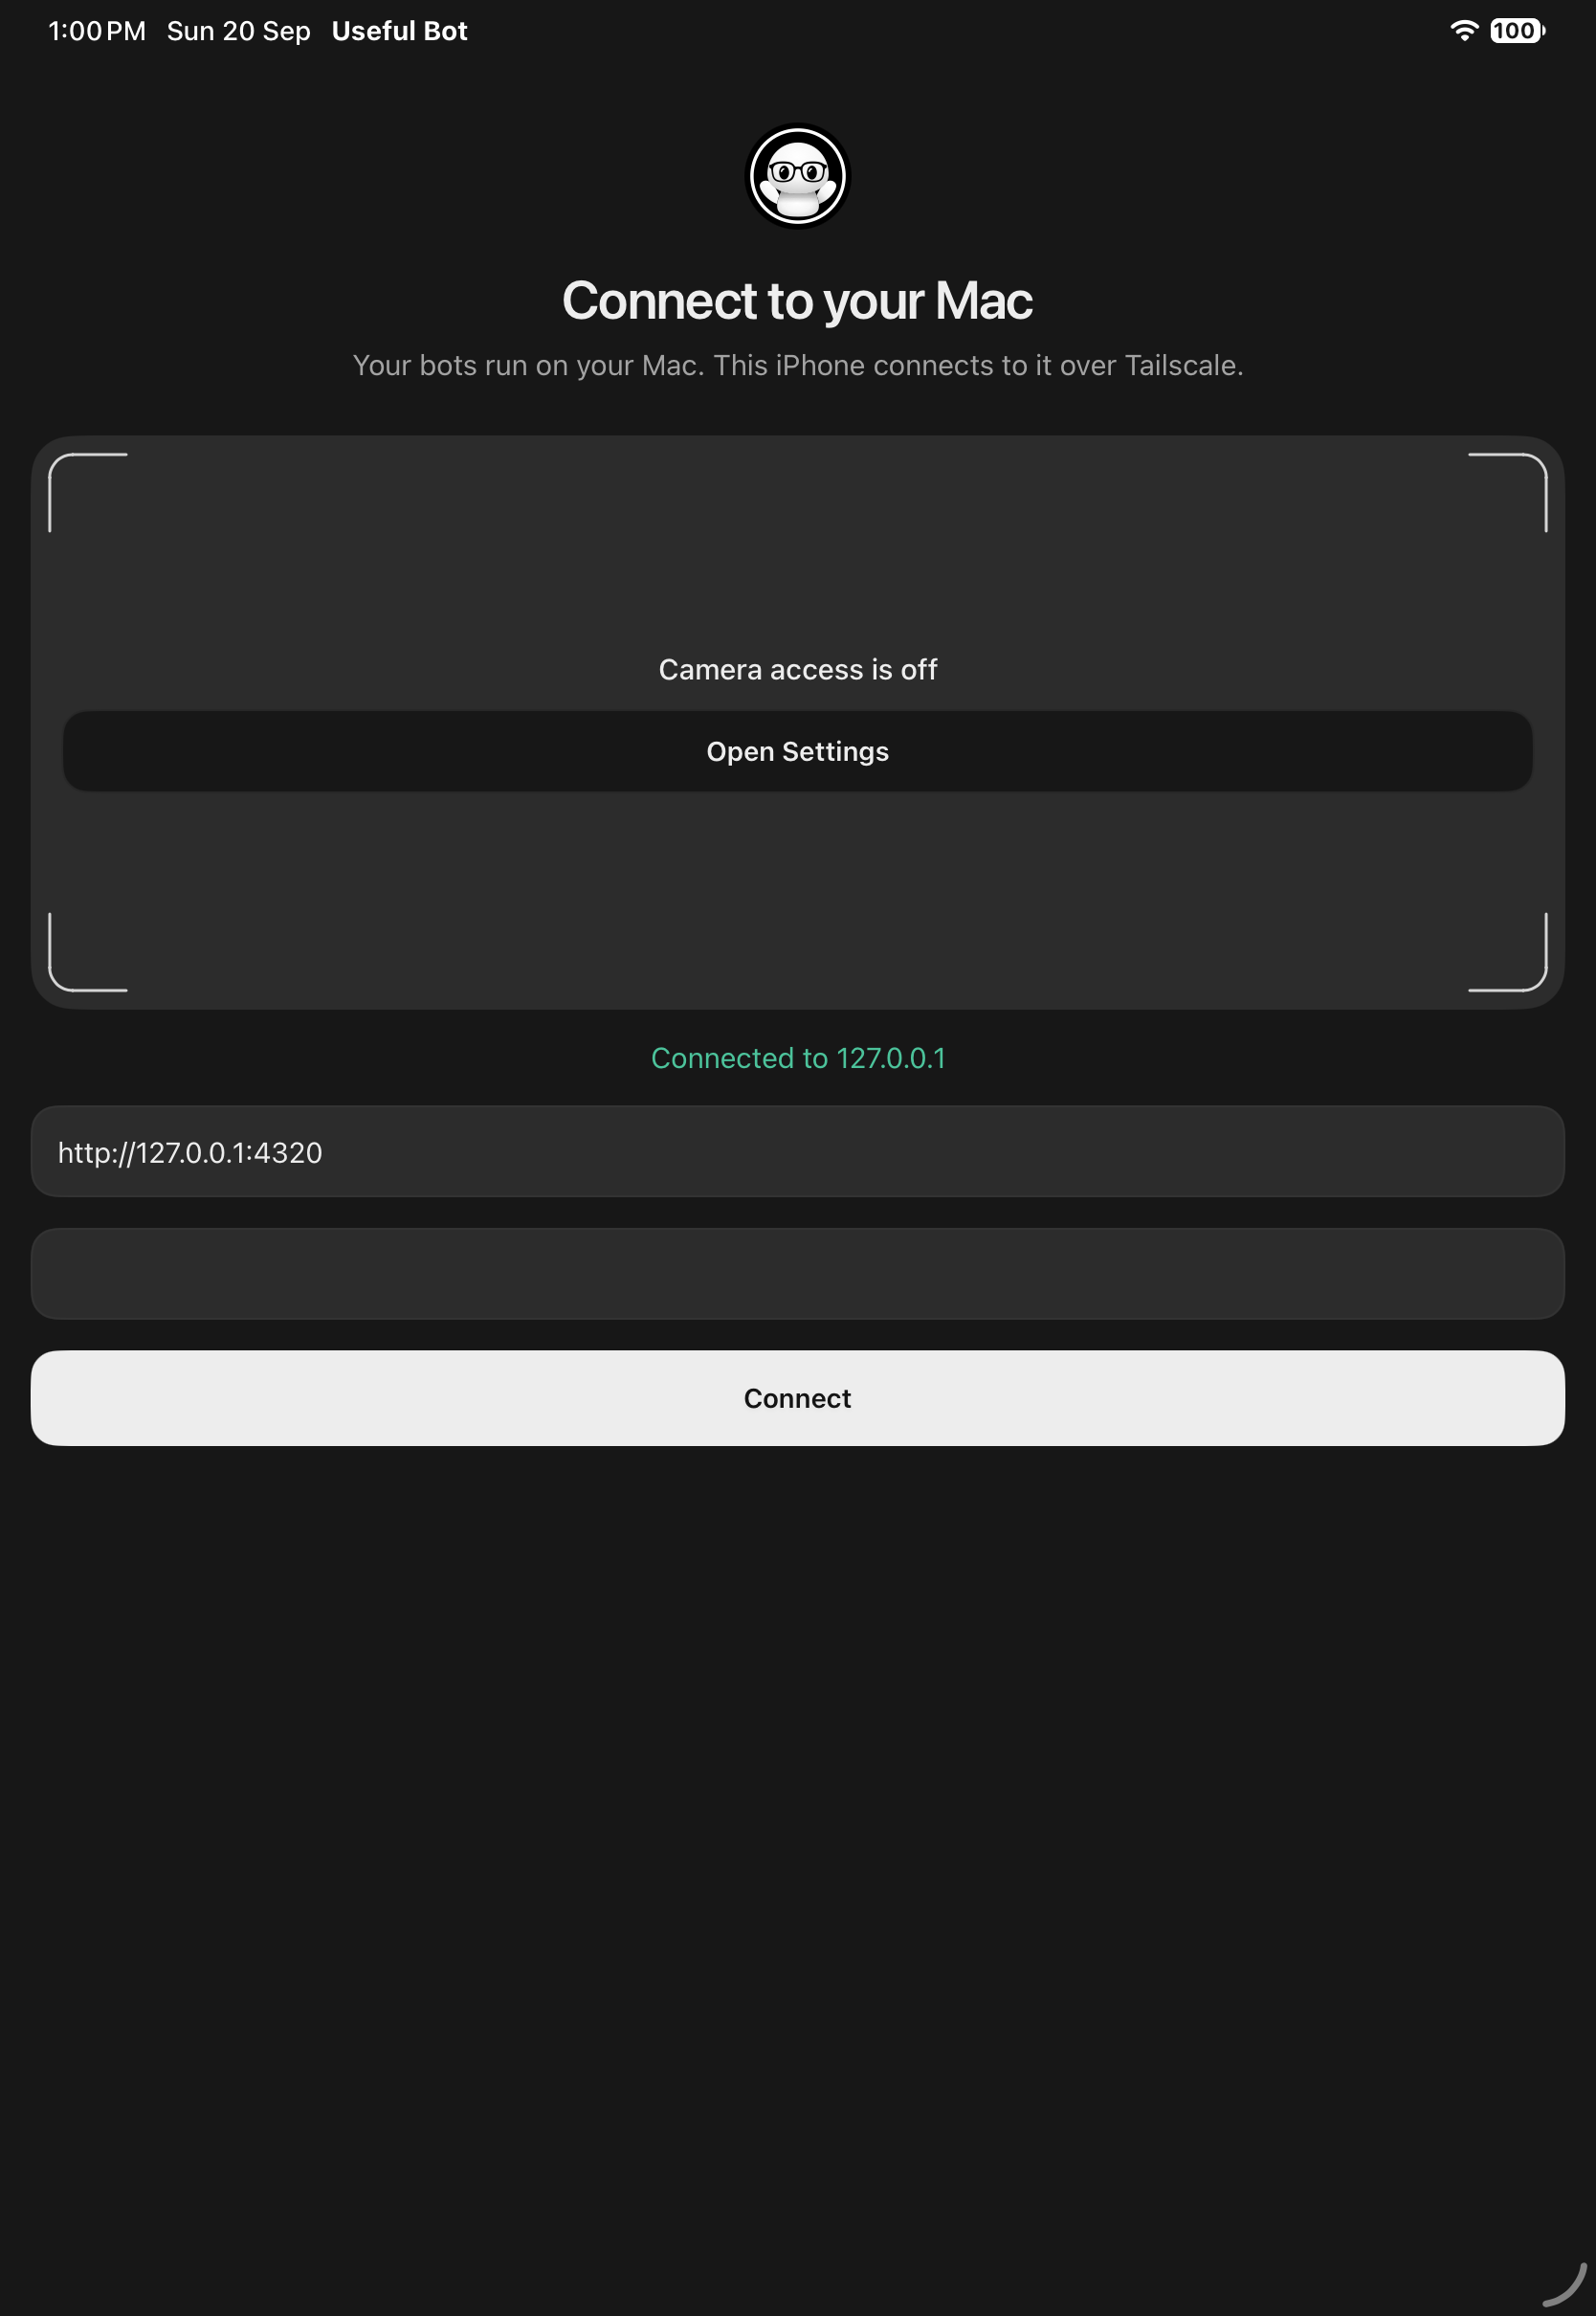 1:00 PM Sun 20 Sep Useful Bot 100
Connect to your Mac
Your bots run on your Mac. This iPhone connects to it over Tailscale.
Camera access is off
Open Settings
Connected to 127.0.0.1
http://127.0.0.1:4320
Connect